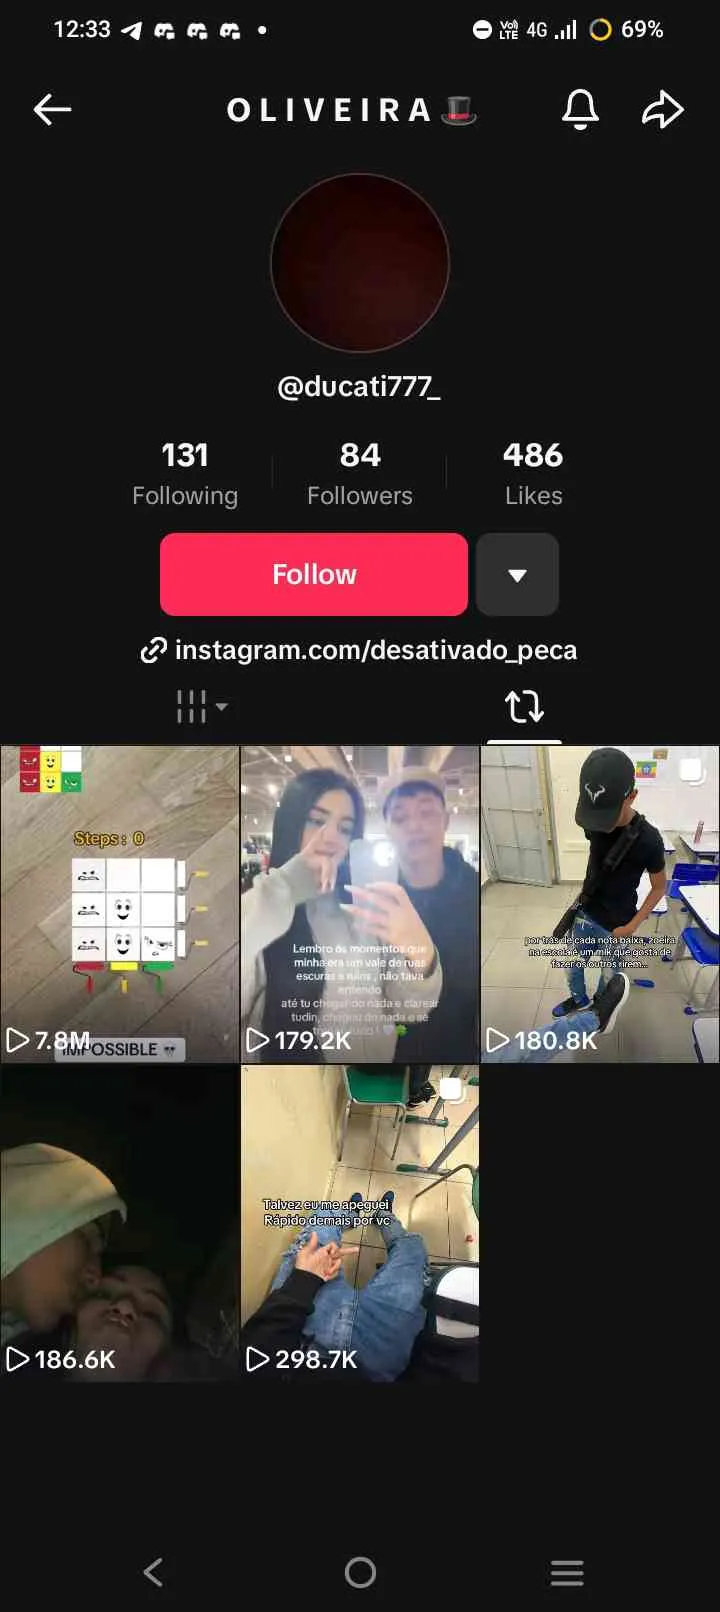 12:33
Vo)) LTE 4G 69%
OLIVEIRA
@ducati777_
131 84 486
Following Followers Likes
Follow
instagram.com/desativado_peca
Steps: 0
7.8M
IMPOSSIBLE
Lembro os momentos que
minha era um vale de ruas
escuras e ruins , não tava
entendo
até tu chegando nada e clarear
tudin, chegou do nada e sê
179.2K
por trás de cada nota baixa, zoeira
na escola é um mlk que gosta de
fazer os outros rirem...
180.8K
186.6K
Talvez eu me apeguei
Rápido demais por vc
298.7K